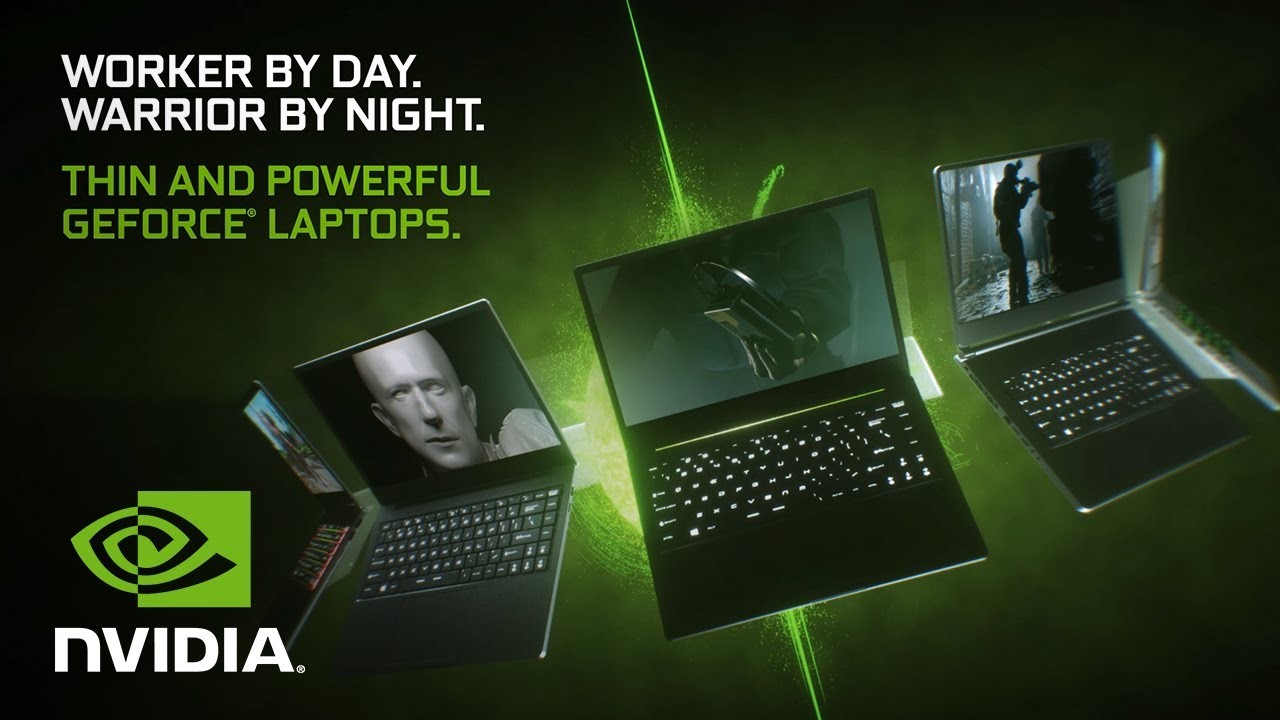 WORKER BY DAY.
WARRIOR BY NIGHT.
THIN AND POWERFUL
GEFORCE® LAPTOPS.
NVIDIA®